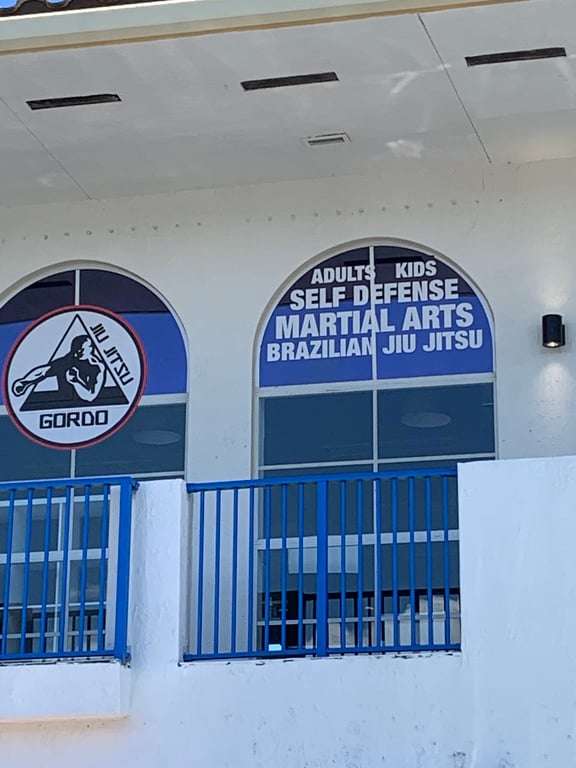 JIU JITSU
GORDO
ADULTS KIDS
SELF DEFENSE
MARTIAL ARTS
BRAZILIAN JIU JITSU